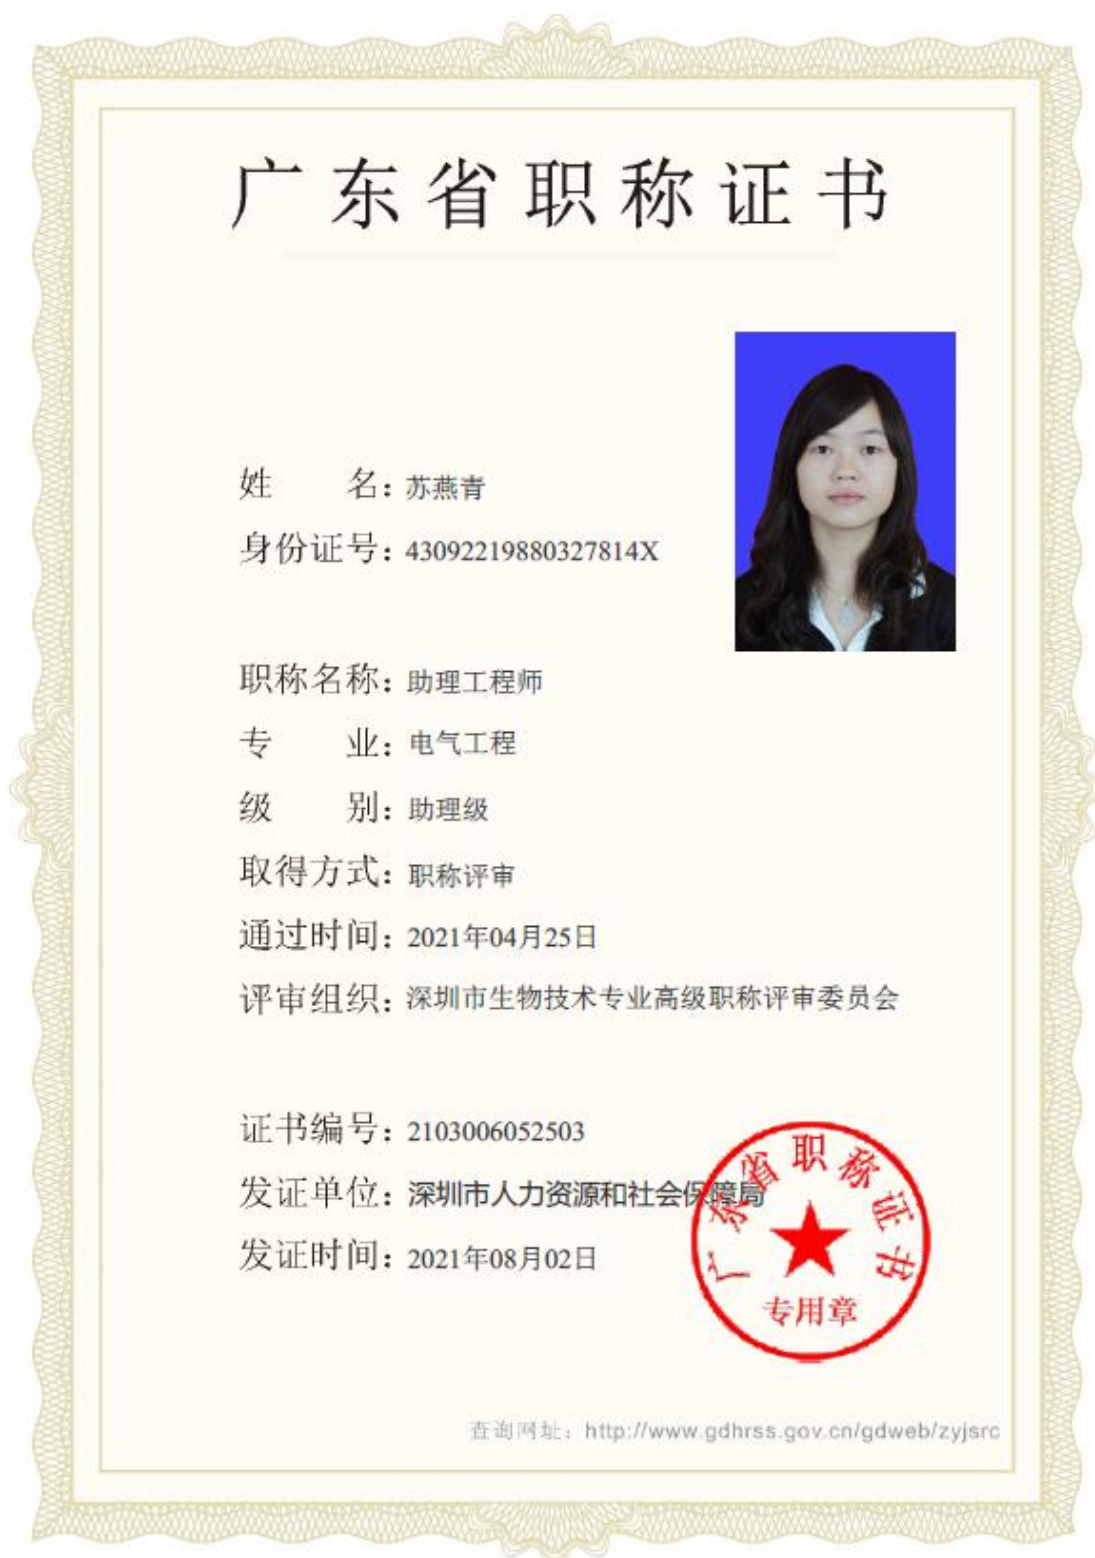 广东省职称证书
姓 名：苏燕青
身份证号：43092219880327814X
职称名称：助理工程师
专 业：电气工程
级 别：助理级
取得方式：职称评审
通过时间：2021年04月25日
评审组织：深圳市生物技术专业高级职称评审委员会
证书编号：2103006052503
发证单位：深圳市人力资源和社会保障局
发证时间：2021年08月02日
广东省职称证书
专用章
查询网址：http://www.gdhrss.gov.cn/gdweb/zyjsrc